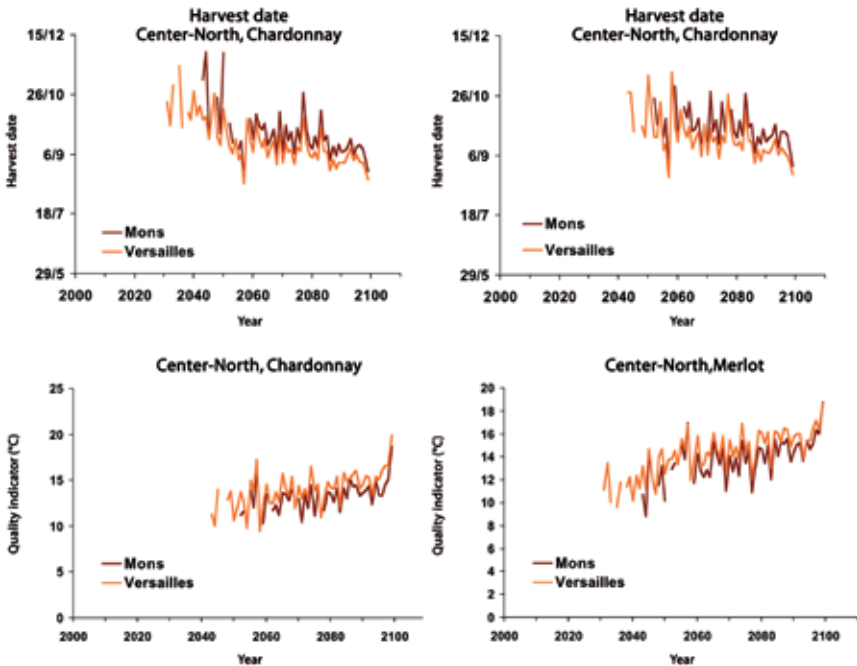 Harvest date
Center-North, Chardonnay
15/12
26/10
6/9
18/7
29/5
Harvest date
Mons
Versailles
2000 2020 2040 2060 2080 2100
Year
Harvest date
Center-North, Chardonnay
15/12
26/10
6/9
18/7
29/5
Harvest date
Mons
Versailles
2000 2020 2040 2060 2080 2100
Year
Center-North, Chardonnay
25
20
15
10
5
0
Quality indicator (°C)
Mons
Versailles
2000 2020 2040 2060 2080 2100
Year
Center-North,Merlot
20
18
16
14
12
10
8
6
4
2
0
Quality indicator (°C)
Mons
Versailles
2000 2020 2040 2060 2080 2100
Year